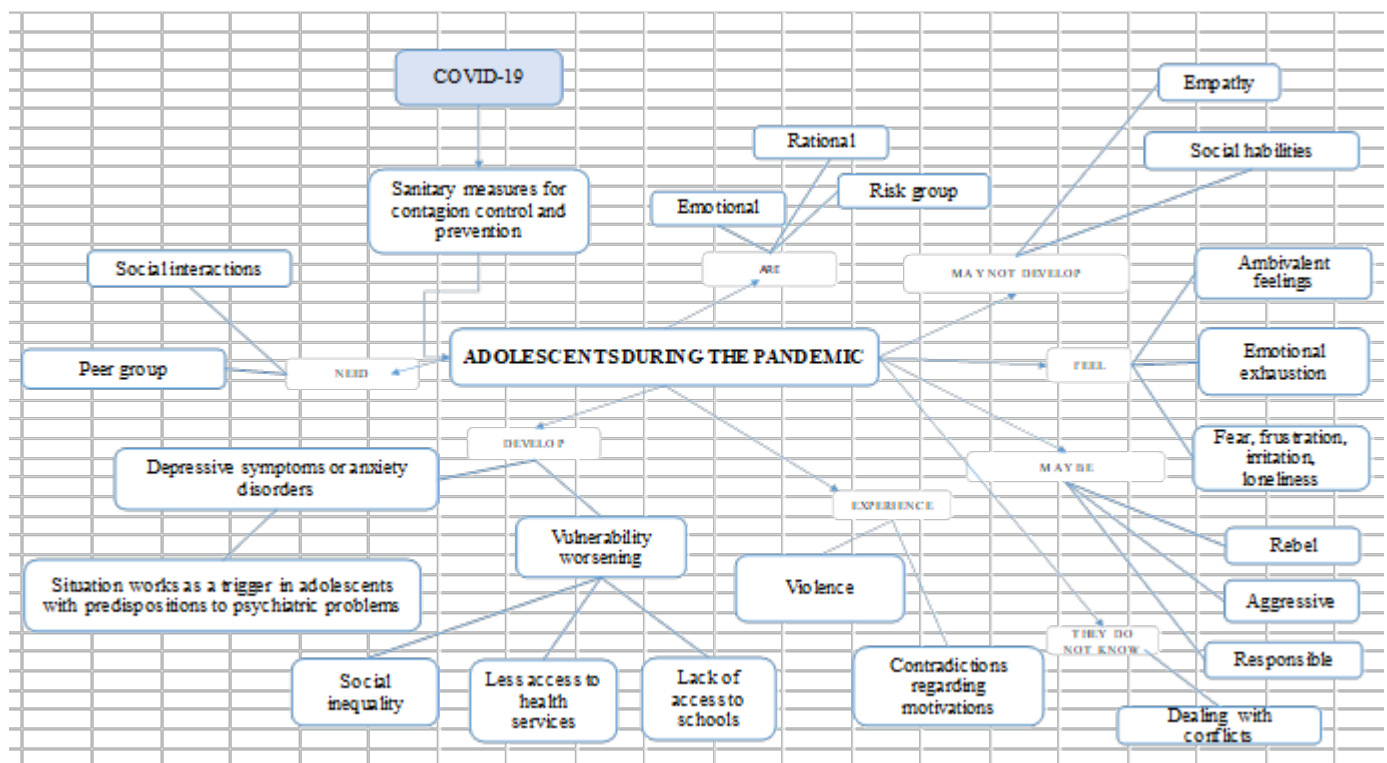 COVID-19
Empathy
Rational
Social habilities
Sanitary measures for
contagion control and
prevention
Risk group
Emotional
Social interactions
ARE
MAY NOT DEVELOP
Ambivalent
feelings
ADOLESCENTS DURING THE PANDEMIC
Peer group
NEID
FEEL
Emotional
exhaustion
DEVELOP
Fear, frustration,
irritation,
loneliness
Depressive symptoms or anxiety
disorders
MAY BE
EXPERIENCE
Vulnerability
worsening
Rebel
Situation works as a trigger in adolescents
with predispositions to psychiatric problems
Violence
Aggressive
THEY DO
NOT KNOW
Responsible
Social
inequality
Less access to
health
services
Lack of
access to
schools
Contradictions
regarding
motivations
Dealing with
conflicts